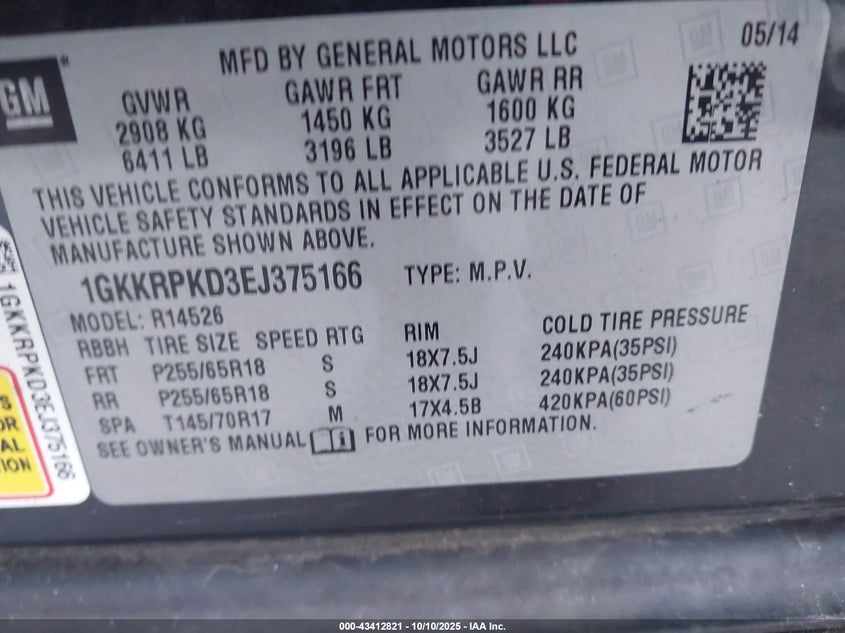 GM
MFD BY GENERAL MOTORS LLC
05/14
GVWR GAWR FRT GAWR RR
2908 KG 1450 KG 1600 KG
6411 LB 3196 LB 3527 LB
THIS VEHICLE CONFORMS TO ALL APPLICABLE U.S. FEDERAL MOTOR
VEHICLE SAFETY STANDARDS IN EFFECT ON THE DATE OF
MANUFACTURE SHOWN ABOVE.
1GKKRPKD3EJ375166 TYPE: M.P.V.
MODEL: R14526
RBBH TIRE SIZE SPEED RTG RIM COLD TIRE PRESSURE
FRT P255/65R18 S 18X7.5J 240KPA(35PSI)
RR P255/65R18 S 18X7.5J 240KPA(35PSI)
SPA T145/70R17 M 17X4.5B 420KPA(60PSI)
SEE OWNER'S MANUAL FOR MORE INFORMATION.
1GKKRPKD3EJ375166
S
OR
AL
ION
000-43412821 - 10/10/2025 - IAA Inc.